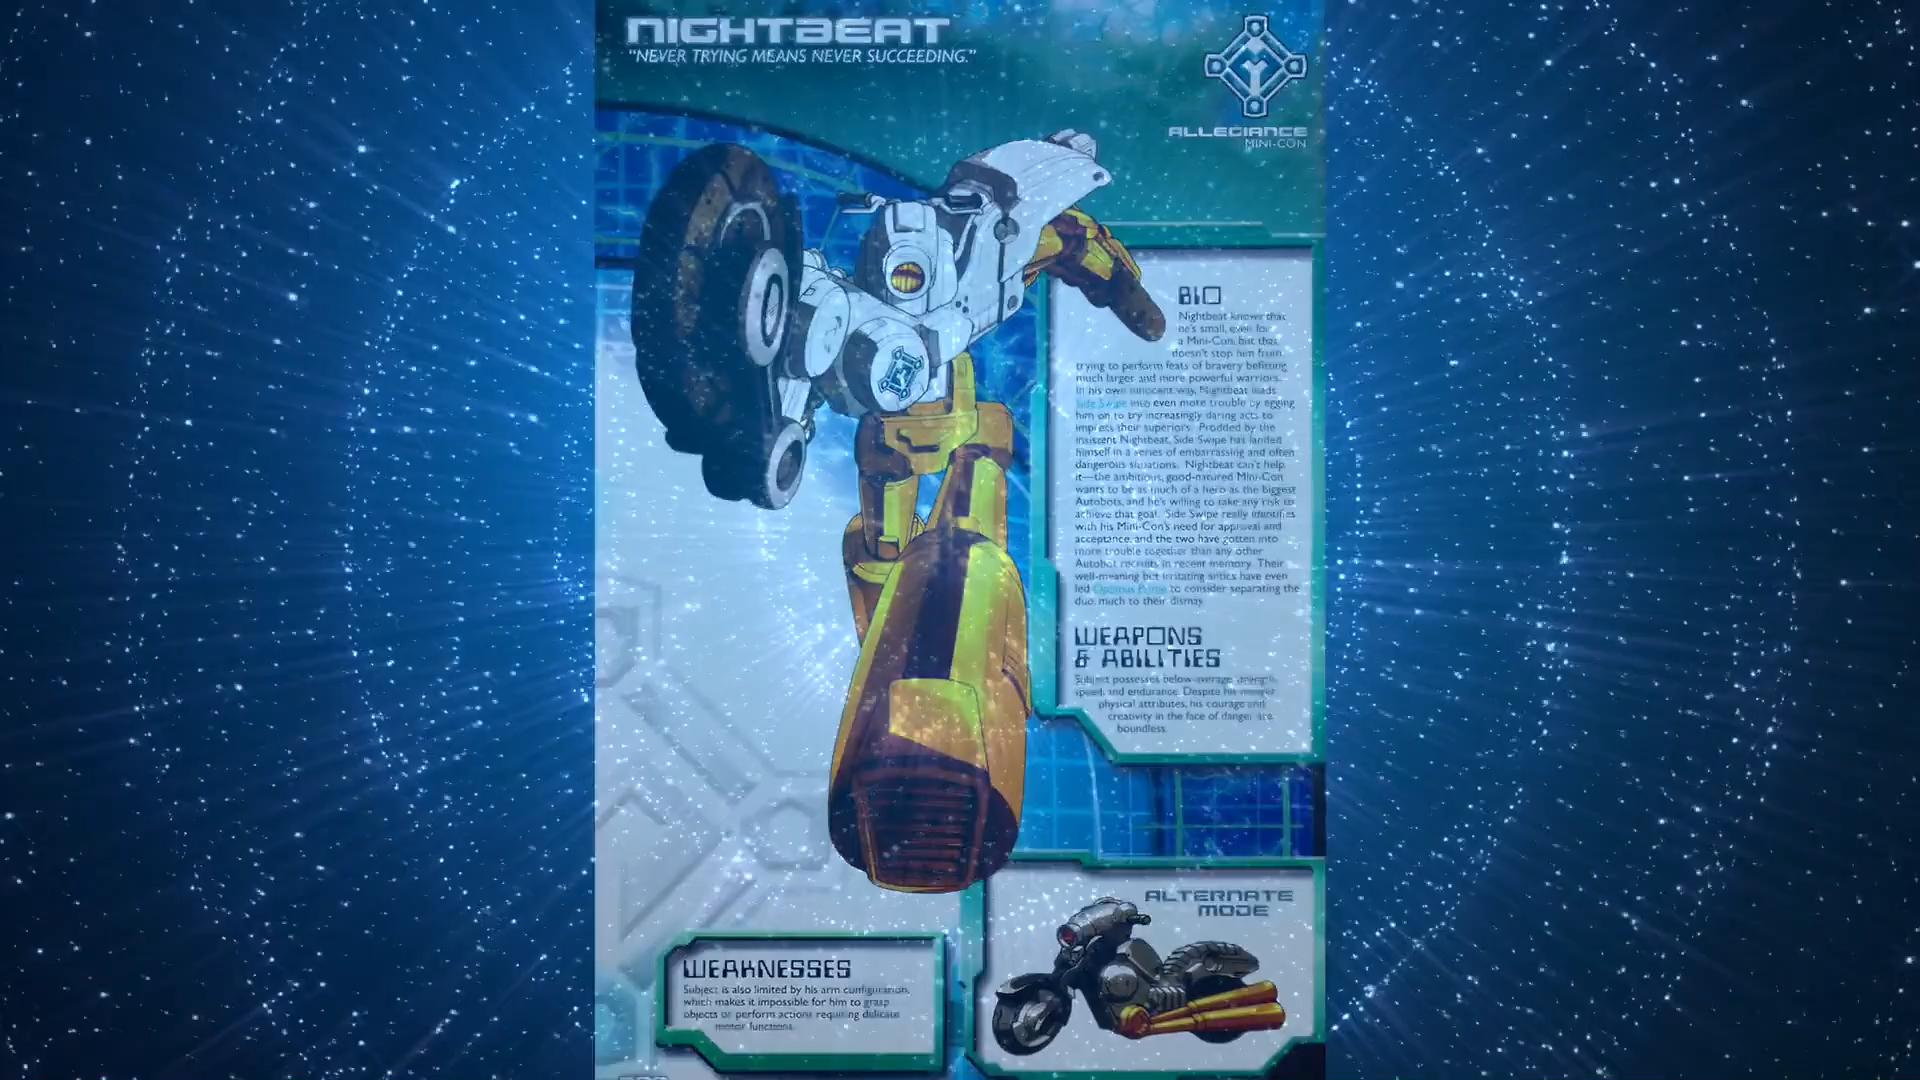 NIGHTBEAT
"NEVER TRYING MEANS NEVER SUCCEEDING."
ALLEGIANCE
MINI-CON
BIO
Nightbeat knows that
he's small, even for
a Mini-Con, but that
doesn't stop him from
trying to perform feats of bravery befitting
much larger and more powerful warriors.
In his own innocent way, Nightbeat leads
Side Swipe into even more trouble by egging
him on to try increasingly daring acts to
impress their superiors. Prodded by the
insistent Nightbeat, Side Swipe has landed
himself in a series of embarrassing and often
dangerous situations. Nightbeat can't help
it—the ambitious, good-natured Mini-Con
wants to be as much of a hero as the biggest
Autobots, and he's willing to take any risk to
achieve that goal. Side Swipe really identifies
with his Mini-Con's need for approval and
acceptance, and the two have gotten into
more trouble together than any other
Autobot recruits in recent memory. Their
well-meaning but irritating antics have even
led Optimus Prime to consider separating the
duo, much to their dismay.
WEAPONS
& ABILITIES
Subject possesses below-average strength,
speed, and endurance. Despite his meager
physical attributes, his courage and
creativity in the face of danger are
boundless.
ALTERNATE
MODE
WEAKNESSES
Subject is also limited by his arm configuration,
which makes it impossible for him to grasp
objects or perform actions requiring delicate
motor functions.